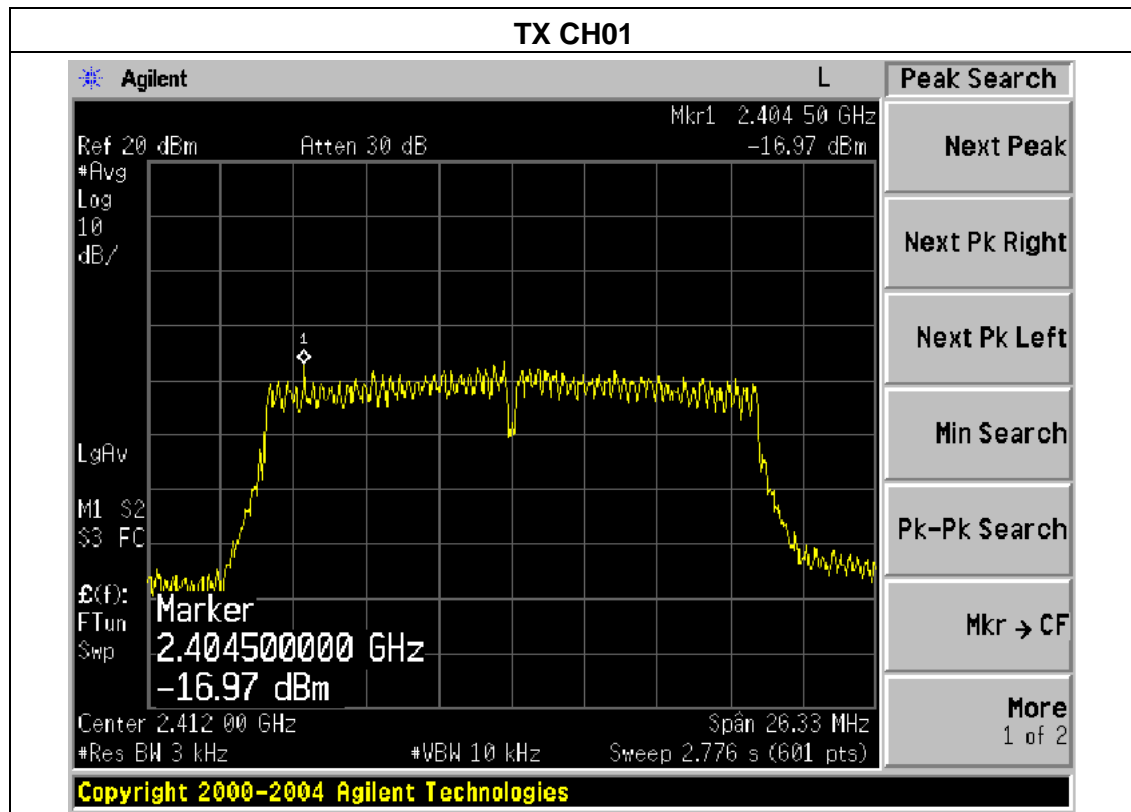 TX CH01
Agilent L Peak Search
Mkr1 2.404 50 GHz
Ref 20 dBm Atten 30 dB -16.97 dBm
Next Peak
#Avg
Log
10
dB/
Next Pk Right
1
Next Pk Left
Min Search
LgAv
M1 S2
S3 FC
Pk-Pk Search
£(f):
FTun
Swp
Marker
2.404500000 GHz
-16.97 dBm
Mkr → CF
Center 2.412 00 GHz Span 26.33 MHz
#Res BW 3 kHz #VBW 10 kHz Sweep 2.776 s (601 pts)
More
1 of 2
Copyright 2000-2004 Agilent Technologies